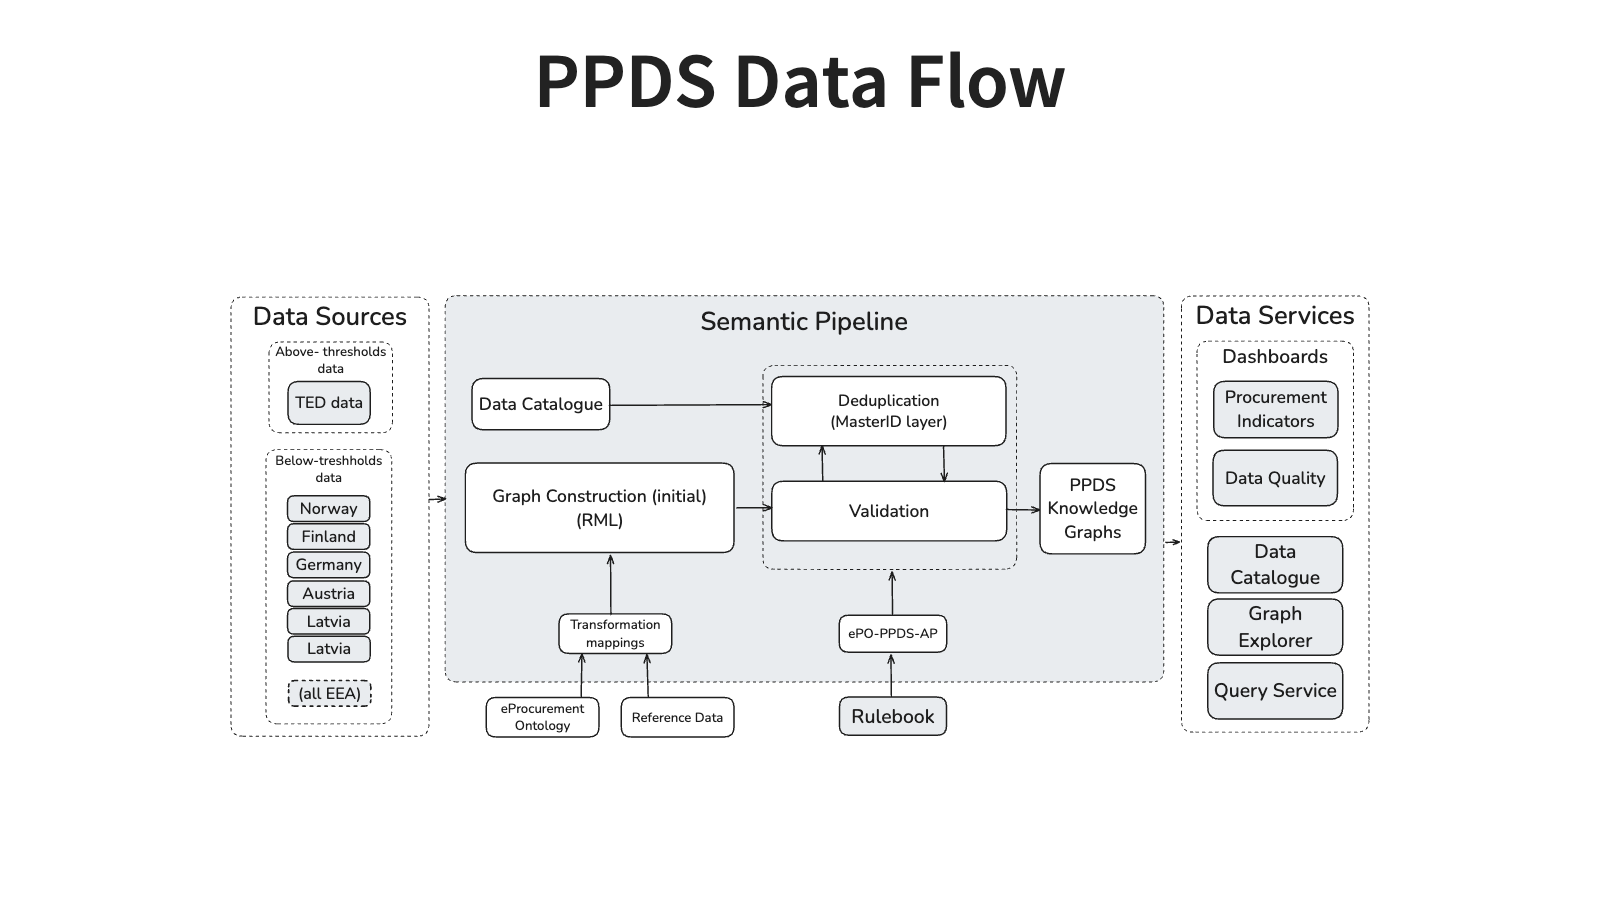 PPDS Data Flow
Data Sources
Above- thresholds
data
TED data
Below-treshholds
data
Norway
Finland
Germany
Austria
Latvia
Latvia
(all EEA)
Semantic Pipeline
Data Catalogue
Deduplication
(MasterID layer)
Graph Construction (initial)
(RML)
Validation
PPDS
Knowledge
Graphs
Transformation
mappings
ePO-PPDS-AP
eProcurement
Ontology
Reference Data
Rulebook
Data Services
Dashboards
Procurement
Indicators
Data Quality
Data
Catalogue
Graph
Explorer
Query Service